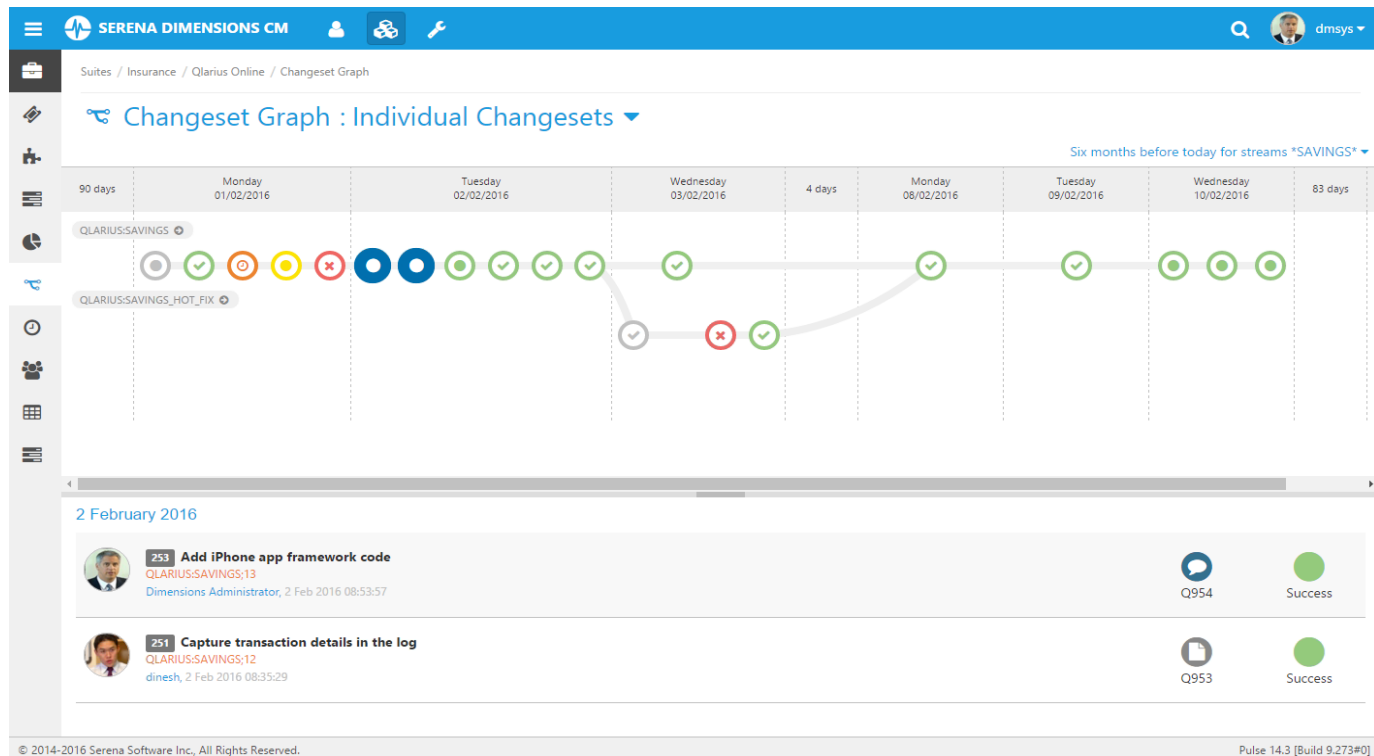 SERENA DIMENSIONS CM
dmsys
Suites / Insurance / Qlarius Online / Changeset Graph
Changeset Graph : Individual Changesets
Six months before today for streams *SAVINGS*
90 days
Monday
01/02/2016
Tuesday
02/02/2016
Wednesday
03/02/2016
4 days
Monday
08/02/2016
Tuesday
09/02/2016
Wednesday
10/02/2016
83 days
QLARIUS:SAVINGS
QLARIUS:SAVINGS_HOT_FIX
2 February 2016
253 Add iPhone app framework code
QLARIUS:SAVINGS;13
Dimensions Administrator, 2 Feb 2016 08:53:57
Q954
Success
251 Capture transaction details in the log
QLARIUS:SAVINGS;12
dinesh, 2 Feb 2016 08:35:29
Q953
Success
© 2014-2016 Serena Software Inc., All Rights Reserved.
Pulse 14.3 [Build 9.273#0]